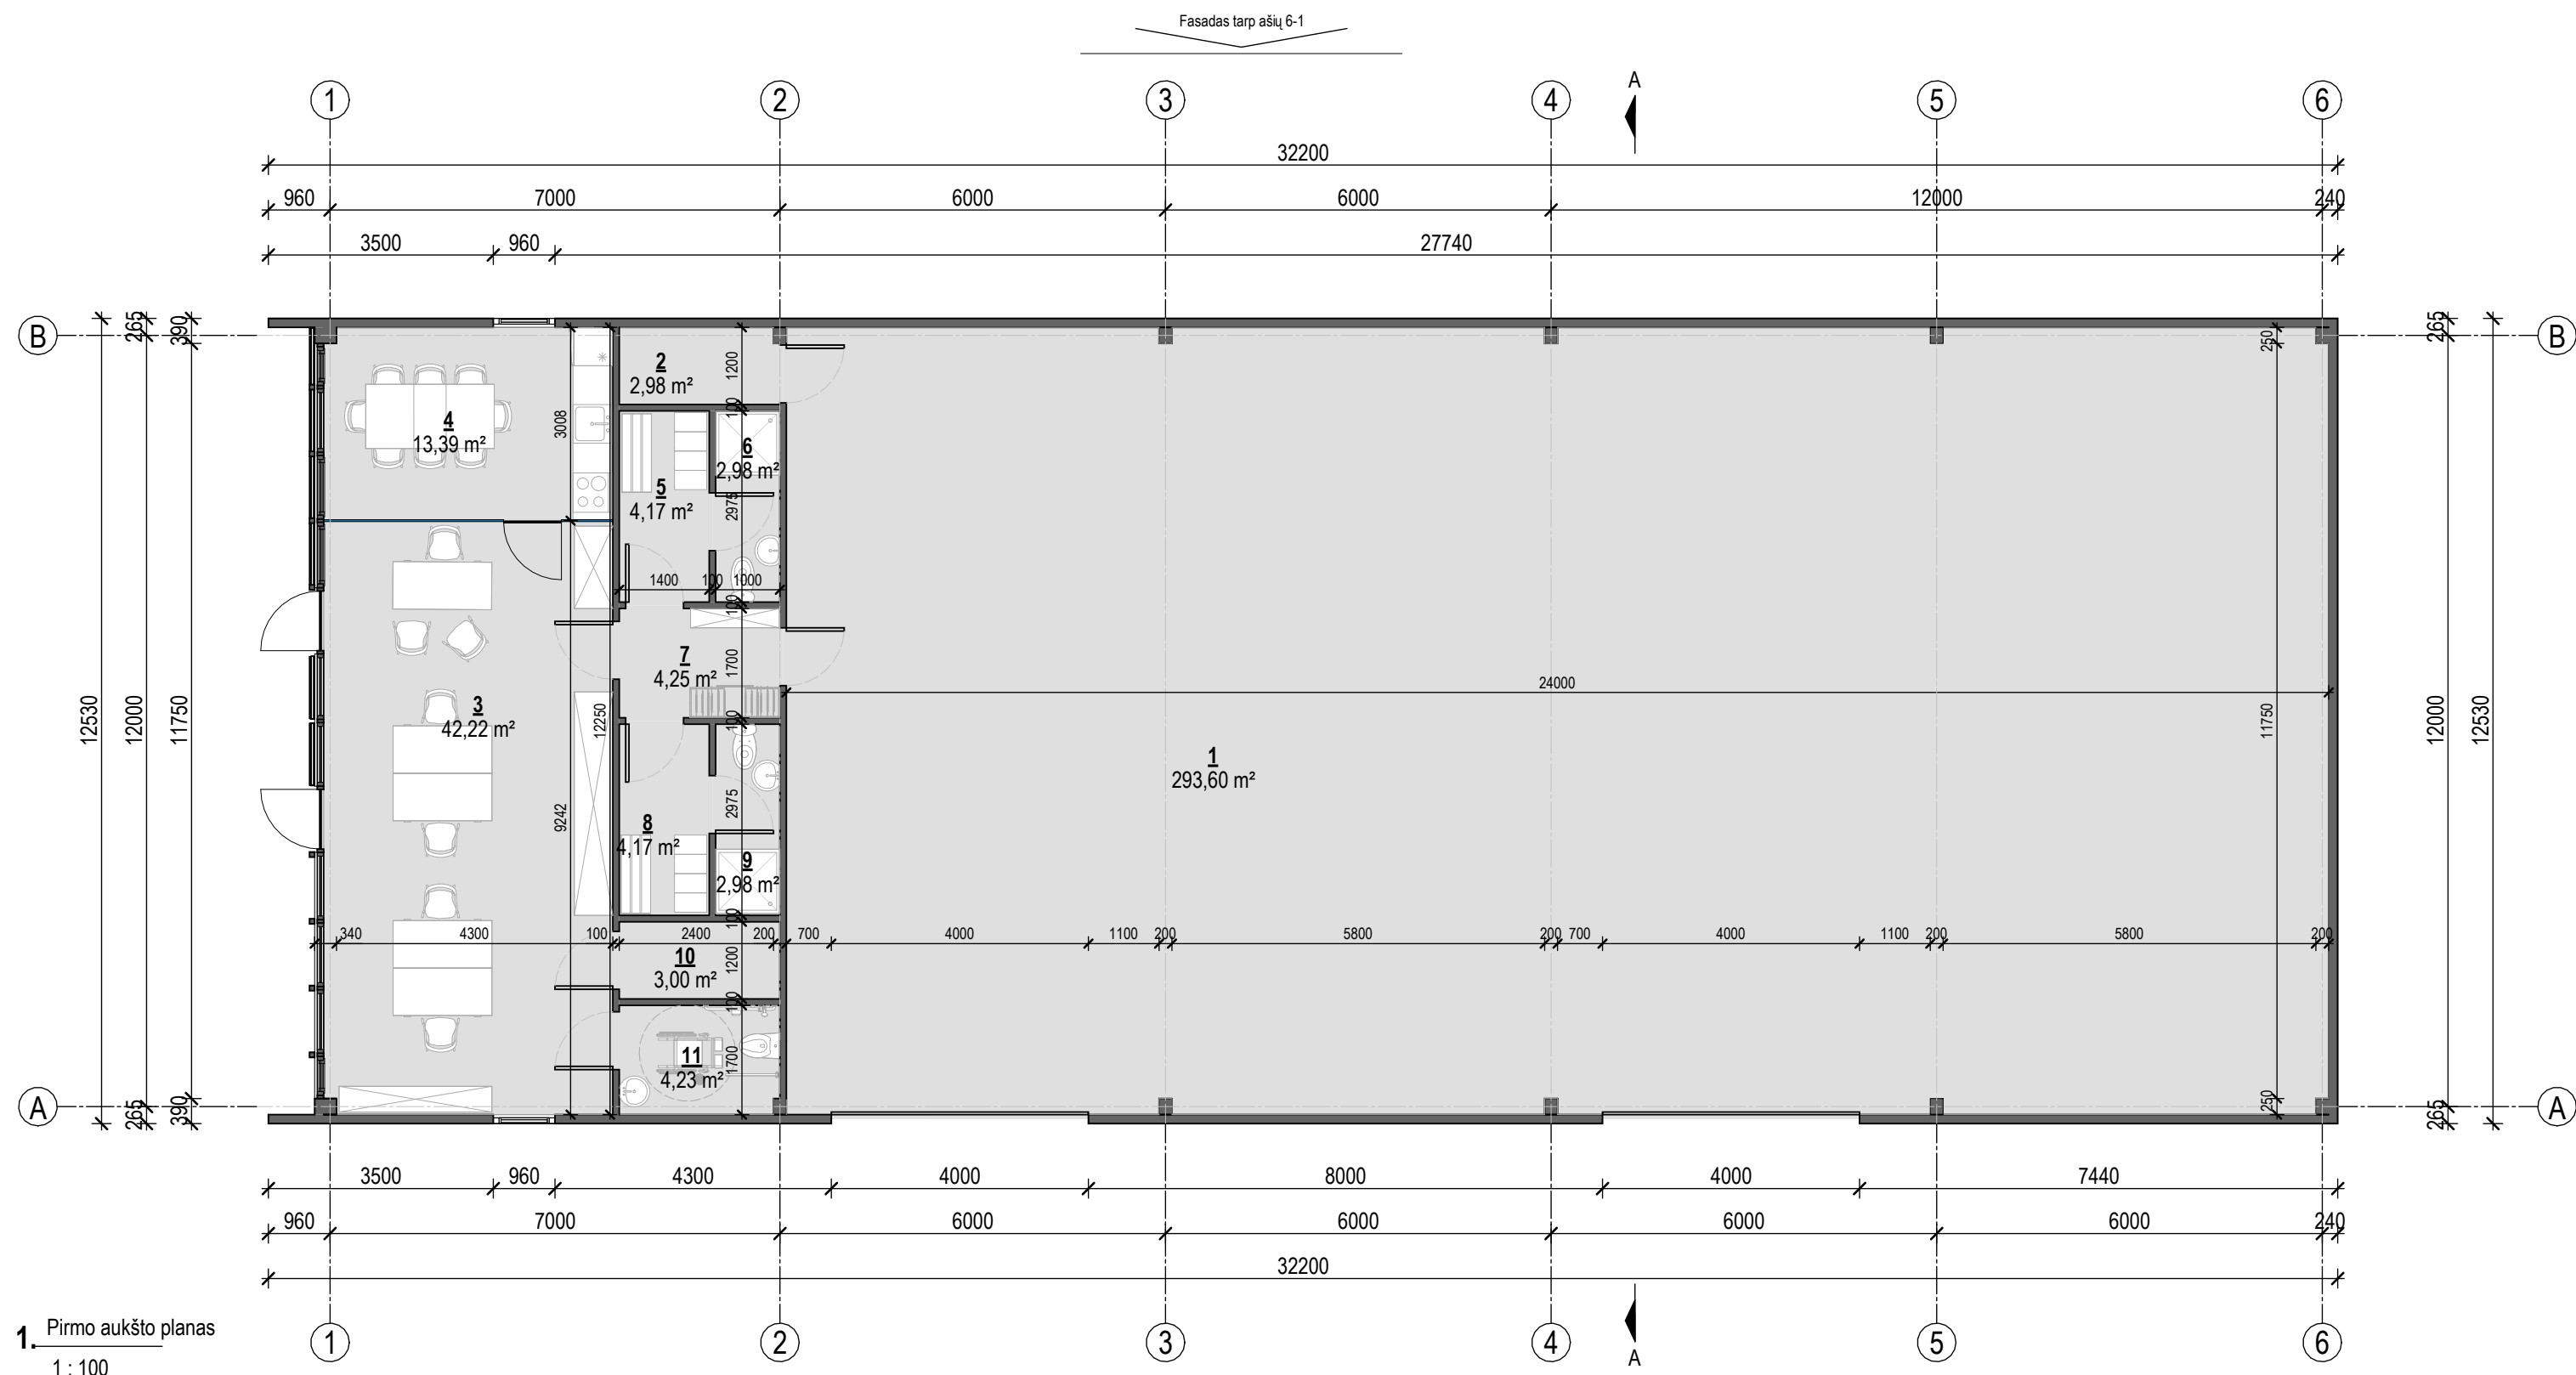 Fasadas tarp ašių 6-1
1 2 3 4 A 5 6
32200
960 7000 6000 6000 12000 240
3500 960 27740
B 265 390 250 265 B
2
2,98 m²
1200
100
4
13,39 m²
3008
6
2,98 m²
5
4,17 m²
2975
1400 100 1000
100
7
4,25 m²
1700
24000
3
42,22 m²
12530 12000 11750 12250 100 11750 12000 12530
1
293,60 m²
9242
2975
8
4,17 m²
9
2,98 m²
100
340 4300 100 2400 200 700 4000 1100 200 5800 200 700 4000 1100 200 5800 200
10
3,00 m²
1200
100
11
4,23 m²
1700
A 265 390 250 265 A
3500 960 4300 4000 8000 4000 7440
960 7000 6000 6000 6000 6000 240
32200
1. Pirmo aukšto planas
1 : 100
1 2 3 4 A 5 6